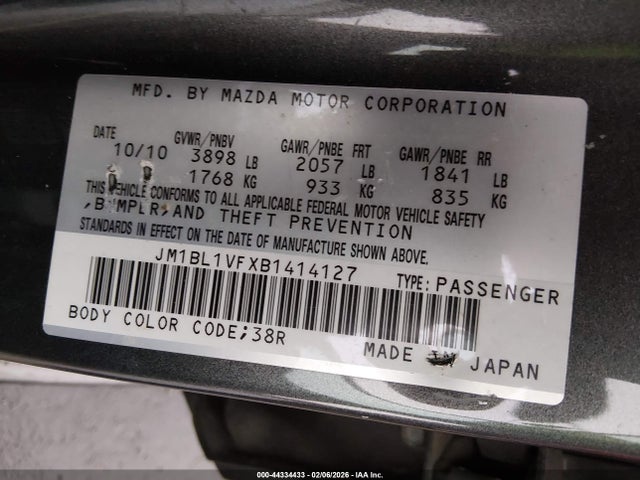 MFD. BY MAZDA MOTOR CORPORATION
DATE GVWR/PNBV GAWR/PNBE FRT GAWR/PNBE RR
10/10 3898 LB 2057 LB 1841 LB
1768 KG 933 KG 835 KG
THIS VEHICLE CONFORMS TO ALL APPLICABLE FEDERAL MOTOR VEHICLE SAFETY
,B MPLR, AND THEFT PREVENTION
STANDARDS IN EFFECT ON THE DATE OF MANUFACTURE SHOWN ABOVE.
JM1BL1VFXB1414127 TYPE: PASSENGER
BODY COLOR CODE;38R
MADE IN JAPAN
000-44334433 - 02/06/2026 - IAA Inc.